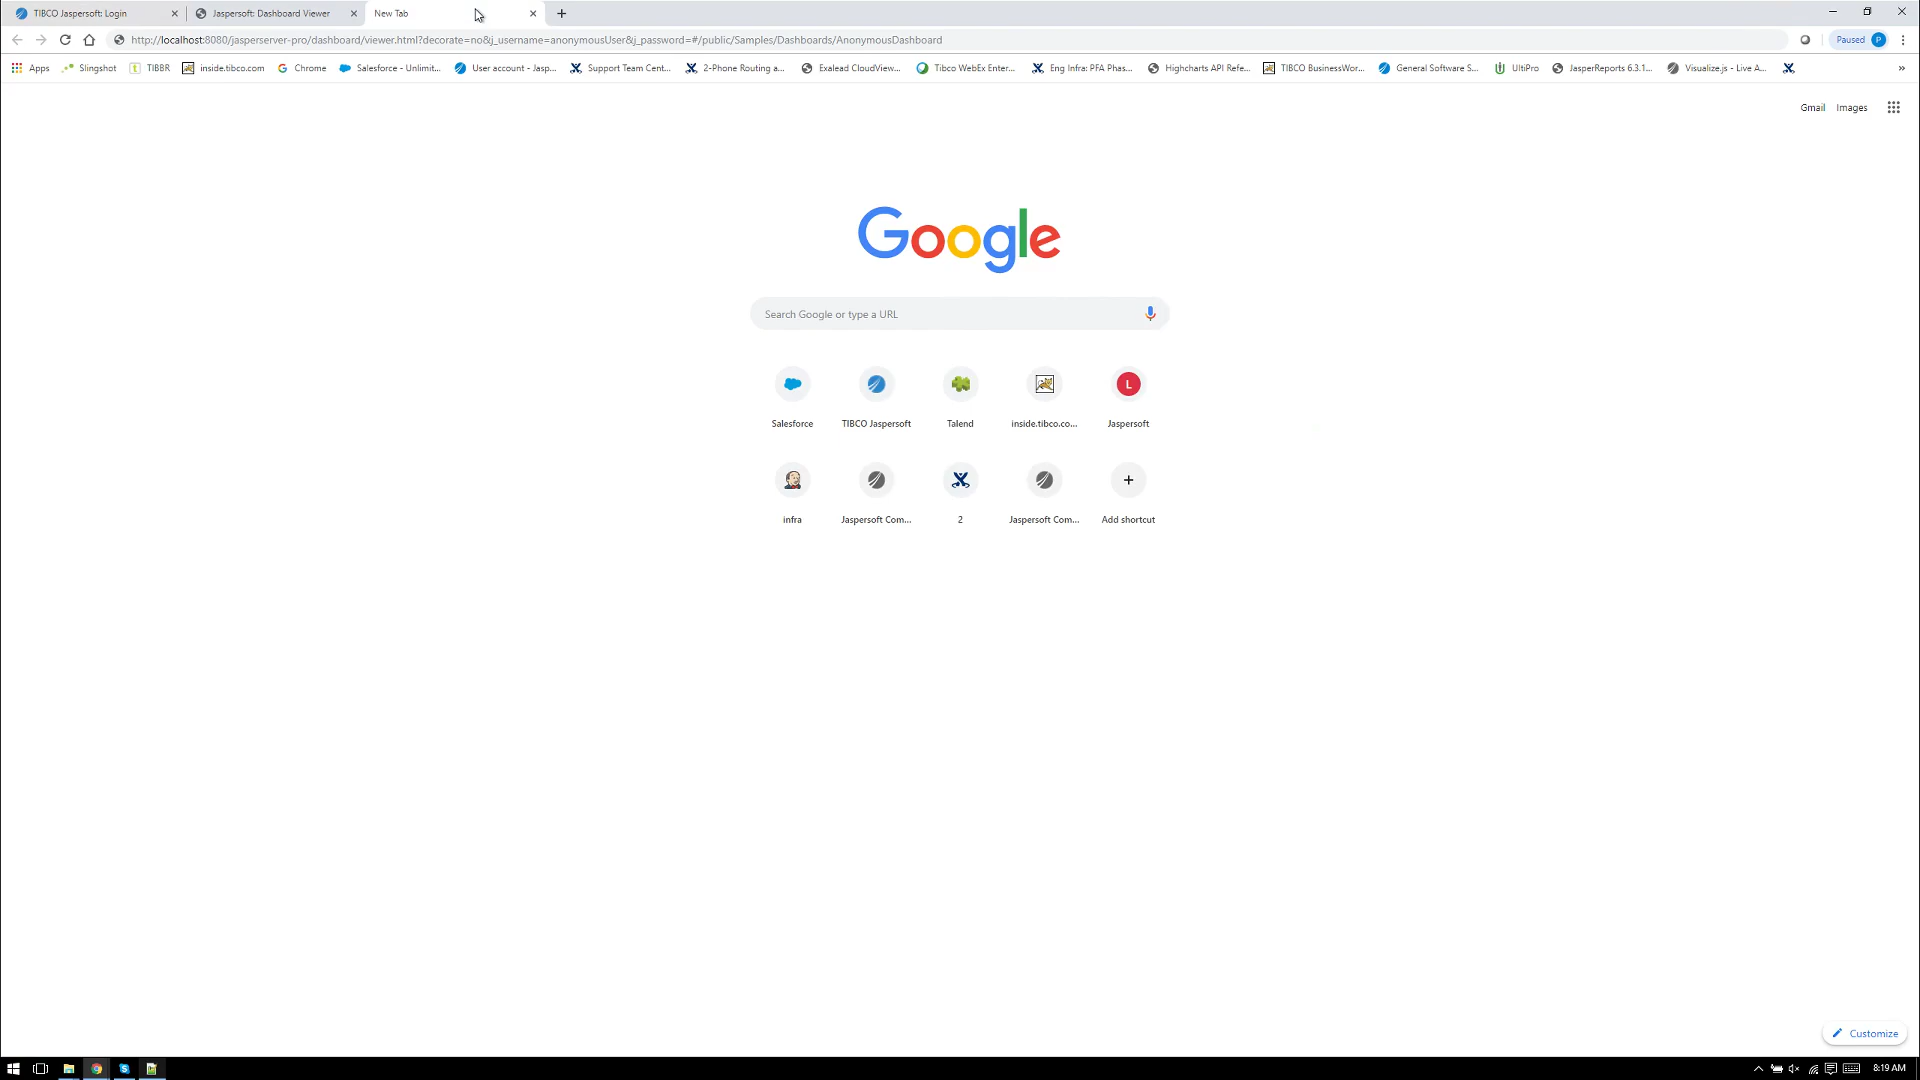 TIBCO Jaspersoft: Login
Jaspersoft: Dashboard Viewer
New Tab
http://localhost:8080/jasperserver-pro/dashboard/viewer.html?decorate=no&j_username=anonymousUser&j_password=#/public/Samples/Dashboards/AnonymousDashboard
Paused P
Apps Slingshot TIBBR inside.tibco.com Chrome Salesforce - Unlimit... User account - Jasp... Support Team Cent... 2-Phone Routing a... Exalead CloudView... Tibco WebEx Enter... Eng Infra: PFA Phas... Highcharts API Refe... TIBCO BusinessWor... General Software S... UltiPro JasperReports 6.3.1... Visualize.js - Live A... »
Gmail Images
Google
Search Google or type a URL
L
Salesforce TIBCO Jaspersoft Talend inside.tibco.co... Jaspersoft
infra Jaspersoft Com... 2 Jaspersoft Com... Add shortcut
Customize
8:19 AM